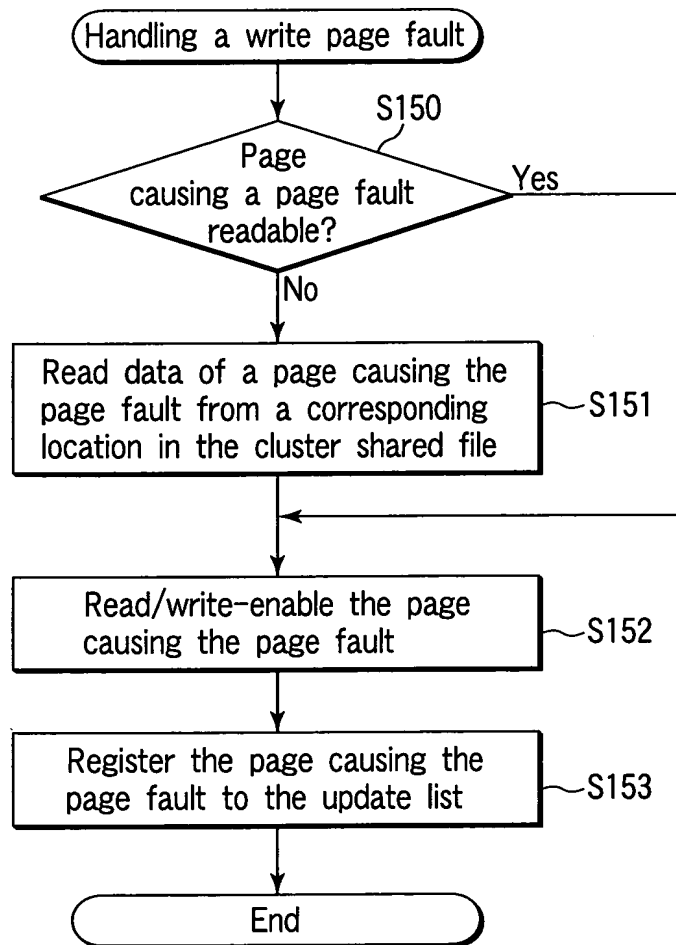 Handling a write page fault
S150
Page
causing a page fault
readable?
Yes
No
Read data of a page causing the
page fault from a corresponding
location in the cluster shared file
S151
Read/write-enable the page
causing the page fault
S152
Register the page causing the
page fault to the update list
S153
End